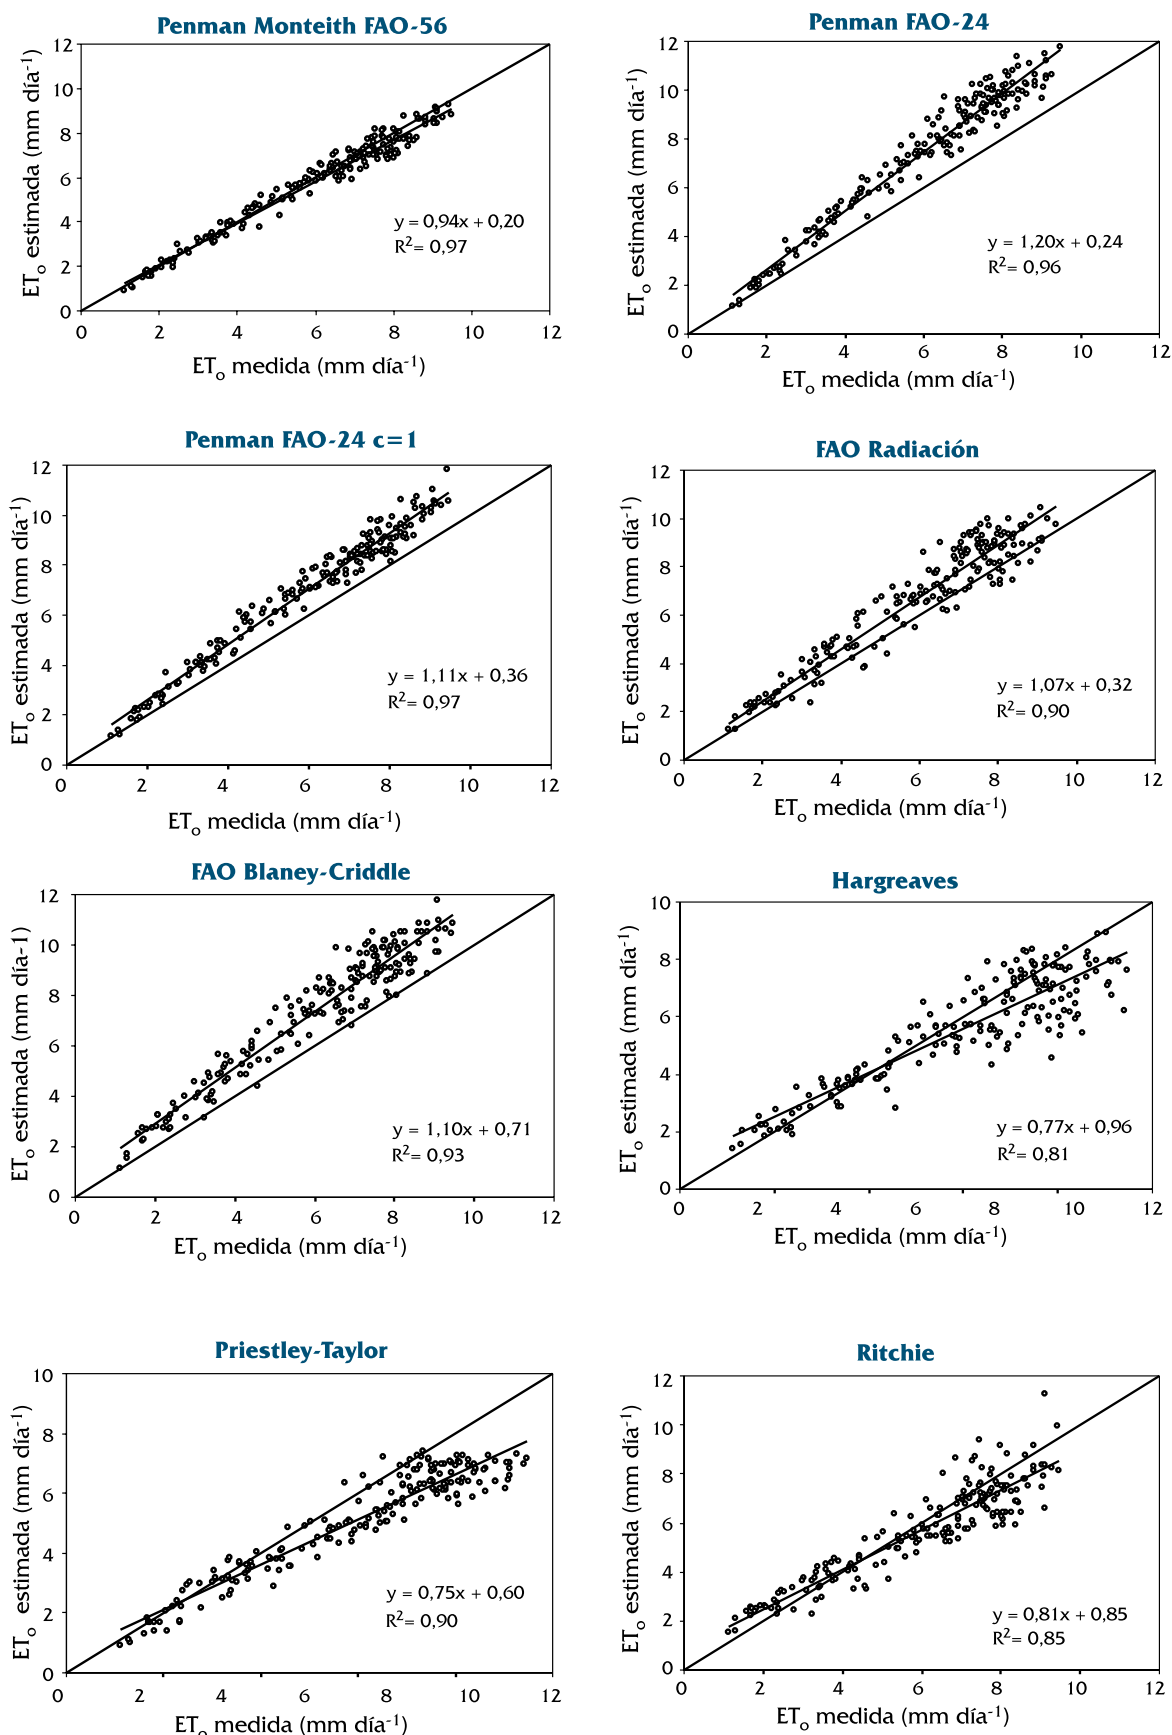 Penman Monteith FAO-56
12
10
8
6
4
2
0
ETo estimada (mm día-1)
y = 0,94x + 0,20
R2= 0,97
0 2 4 6 8 10 12
ETo medida (mm día-1)
Penman FAO-24
12
10
8
6
4
2
0
ETo estimada (mm día-1)
y = 1,20x + 0,24
R2= 0,96
0 2 4 6 8 10 12
ETo medida (mm día-1)
Penman FAO-24 c=1
12
10
8
6
4
2
0
ETo estimada (mm día-1)
y = 1,11x + 0,36
R2= 0,97
0 2 4 6 8 10 12
ETo medida (mm día-1)
FAO Radiación
12
10
8
6
4
2
0
ETo estimada (mm día-1)
y = 1,07x + 0,32
R2= 0,90
0 2 4 6 8 10 12
ETo medida (mm día-1)
FAO Blaney-Criddle
12
10
8
6
4
2
0
ETo estimada (mm día-1)
y = 1,10x + 0,71
R2= 0,93
0 2 4 6 8 10 12
ETo medida (mm día-1)
Hargreaves
10
8
6
4
2
0
ETo estimada (mm día-1)
y = 0,77x + 0,96
R2= 0,81
0 2 4 6 8 10 12
ETo medida (mm día-1)
Priestley-Taylor
10
8
6
4
2
0
ETo estimada (mm día-1)
y = 0,75x + 0,60
R2= 0,90
0 2 4 6 8 10 12
ETo medida (mm día-1)
Ritchie
12
10
8
6
4
2
0
ETo estimada (mm día-1)
y = 0,81x + 0,85
R2= 0,85
0 2 4 6 8 10 12
ETo medida (mm día-1)